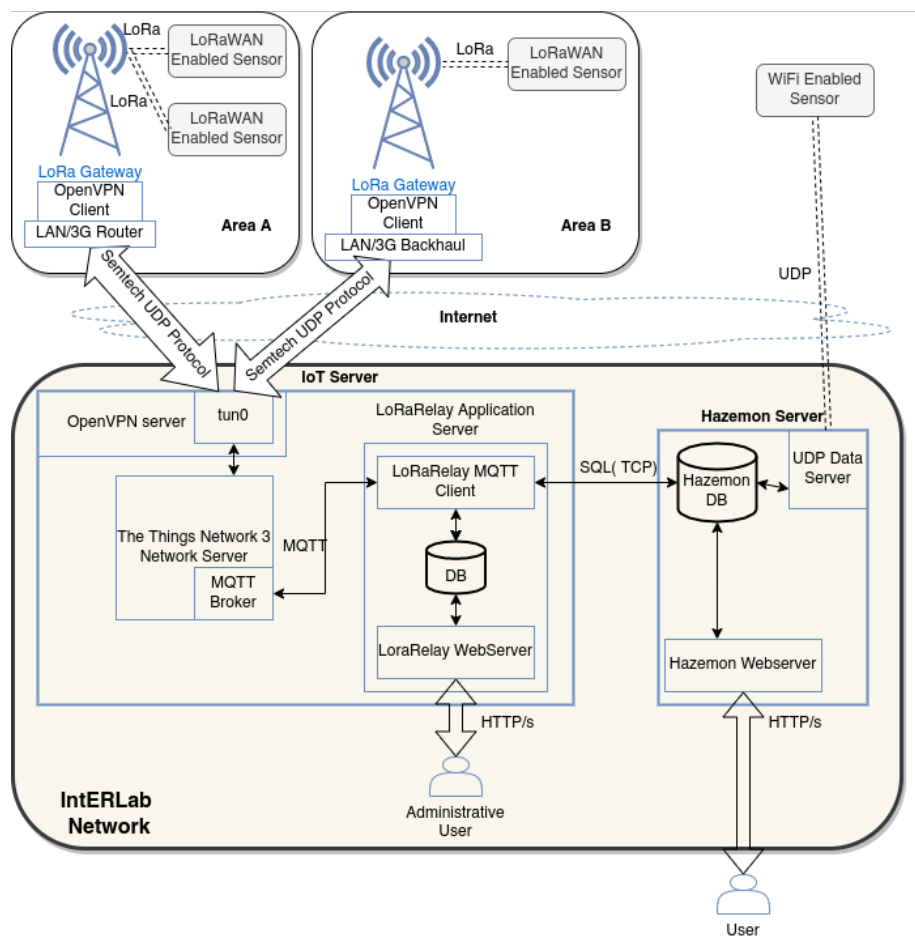 LoRa
LoRaWAN
Enabled Sensor
LoRa
LoRaWAN
Enabled Sensor
LoRa Gateway
OpenVPN
Client
LAN/3G Router
Area A
LoRa
LoRaWAN
Enabled Sensor
LoRa Gateway
OpenVPN
Client
LAN/3G Backhaul
Area B
WiFi Enabled
Sensor
UDP
Semtech UDP Protocol
Semtech UDP Protocol
Internet
IoT Server
OpenVPN server
tun0
LoRaRelay Application
Server
Hazemon Server
The Things Network 3
Network Server
MQTT
Broker
MQTT
LoRaRelay MQTT
Client
DB
LoraRelay WebServer
SQL( TCP)
Hazemon
DB
UDP Data
Server
Hazemon Webserver
HTTP/s
HTTP/s
IntERLab
Network
Administrative
User
User